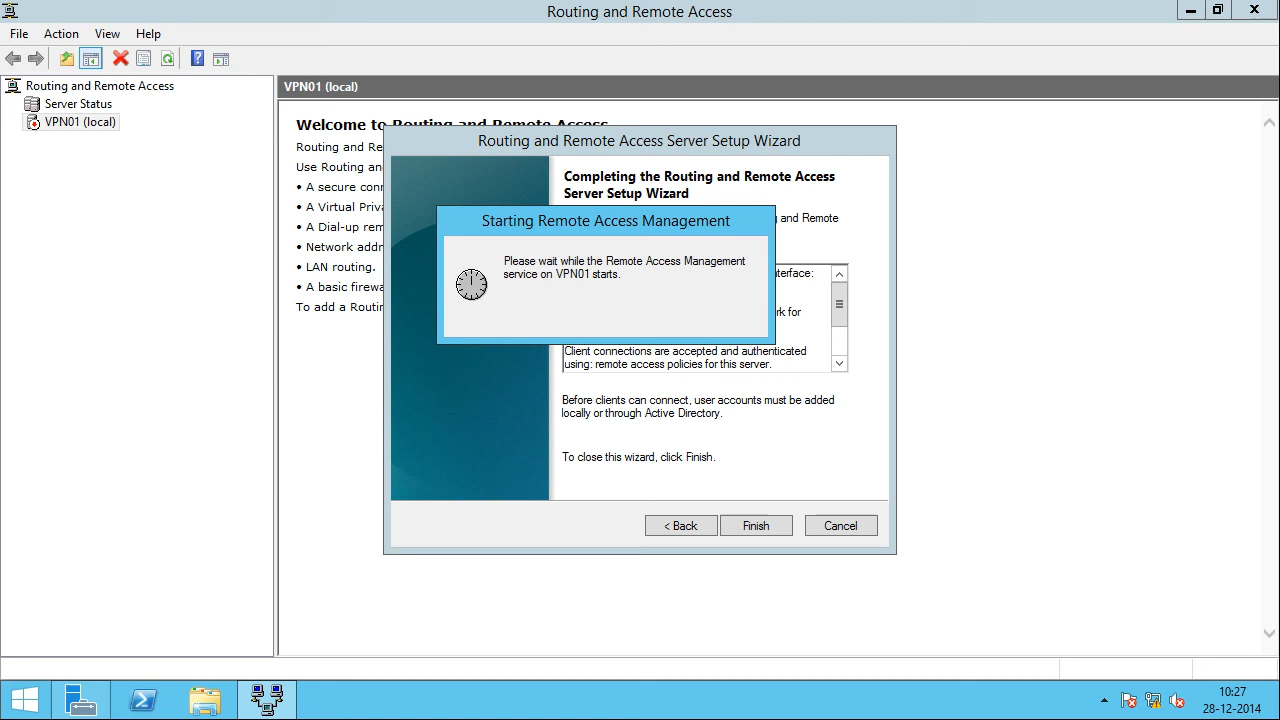 Routing and Remote Access
File Action View Help
Routing and Remote Access
Server Status
VPN01 (local)
VPN01 (local)
Welcome to Routing and Remote Access
Routing and Re
Use Routing an
• A secure con
• A Virtual Priva
• A Dial-up rem
• Network addr
• LAN routing.
• A basic firewa
To add a Routin
Routing and Remote Access Server Setup Wizard
Completing the Routing and Remote Access
Server Setup Wizard
and Remote
Starting Remote Access Management
Please wait while the Remote Access Management
service on VPN01 starts.
terface:
rk for
Client connections are accepted and authenticated
using: remote access policies for this server.
Before clients can connect, user accounts must be added
locally or through Active Directory.
To close this wizard, click Finish.
< Back Finish Cancel
10:27
28-12-2014